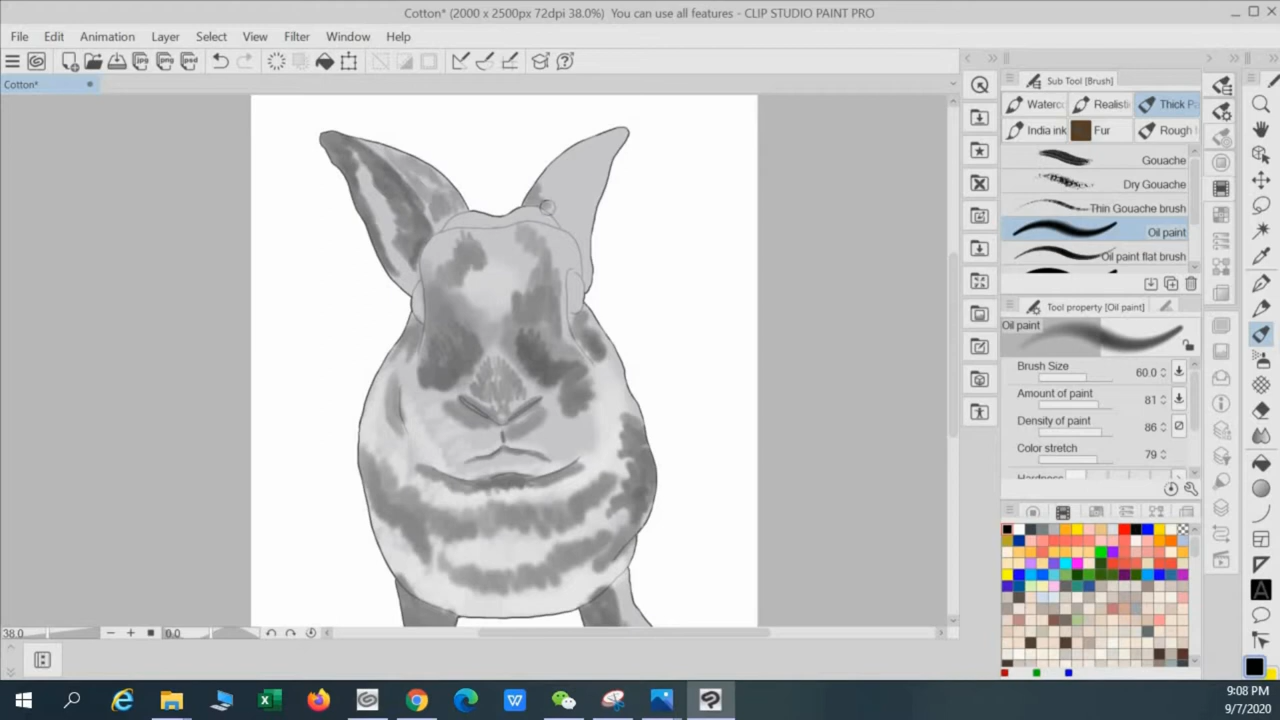 Cotton* (2000 x 2500px 72dpi 38.0%)  You can use all features - CLIP STUDIO PAINT PRO
File Edit Animation Layer Select View Filter Window Help
Cotton*
Sub Tool [Brush]
Waterc Realisti Thick Pa
India ink Fur Rough
Gouache
Dry Gouache
Thin Gouache brush
Oil paint
Oil paint flat brush
Tool property [Oil paint]
Oil paint
Brush Size 60.0
Amount of paint 81
Density of paint 86
Color stretch 79
Hardness
38.0 0.0
9:08 PM
9/7/2020